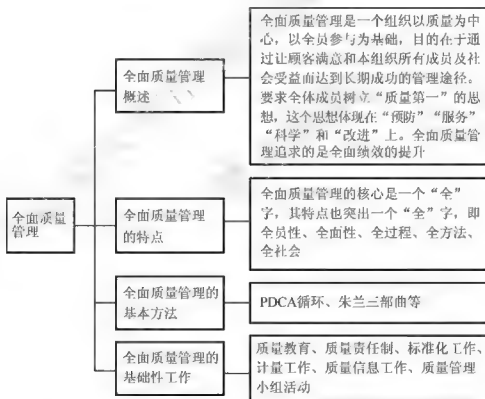 全面质量
管理
全面质量管理
概述
全面质量管理是一个组织以质量为中
心，以全员参与为基础，目的在于通
过让顾客满意和本组织所有成员及社
会受益而达到长期成功的管理途径。
要求全体成员树立“质量第一”的思
想，这个思想体现在“预防”“服务”
“科学”和“改进”上。全面质量管
理追求的是全面绩效的提升
全面质量管理
的特点
全面质量管理的核心是一个“全”
字，其特点也突出一个“全”字，即
全员性、全面性、全过程、全方法、
全社会
全面质量管理的
基本方法
PDCA循环、朱兰三部曲等
全面质量管理的
基础性工作
质量教育、质量责任制、标准化工作、
计量工作、质量信息工作、质量管理
小组活动